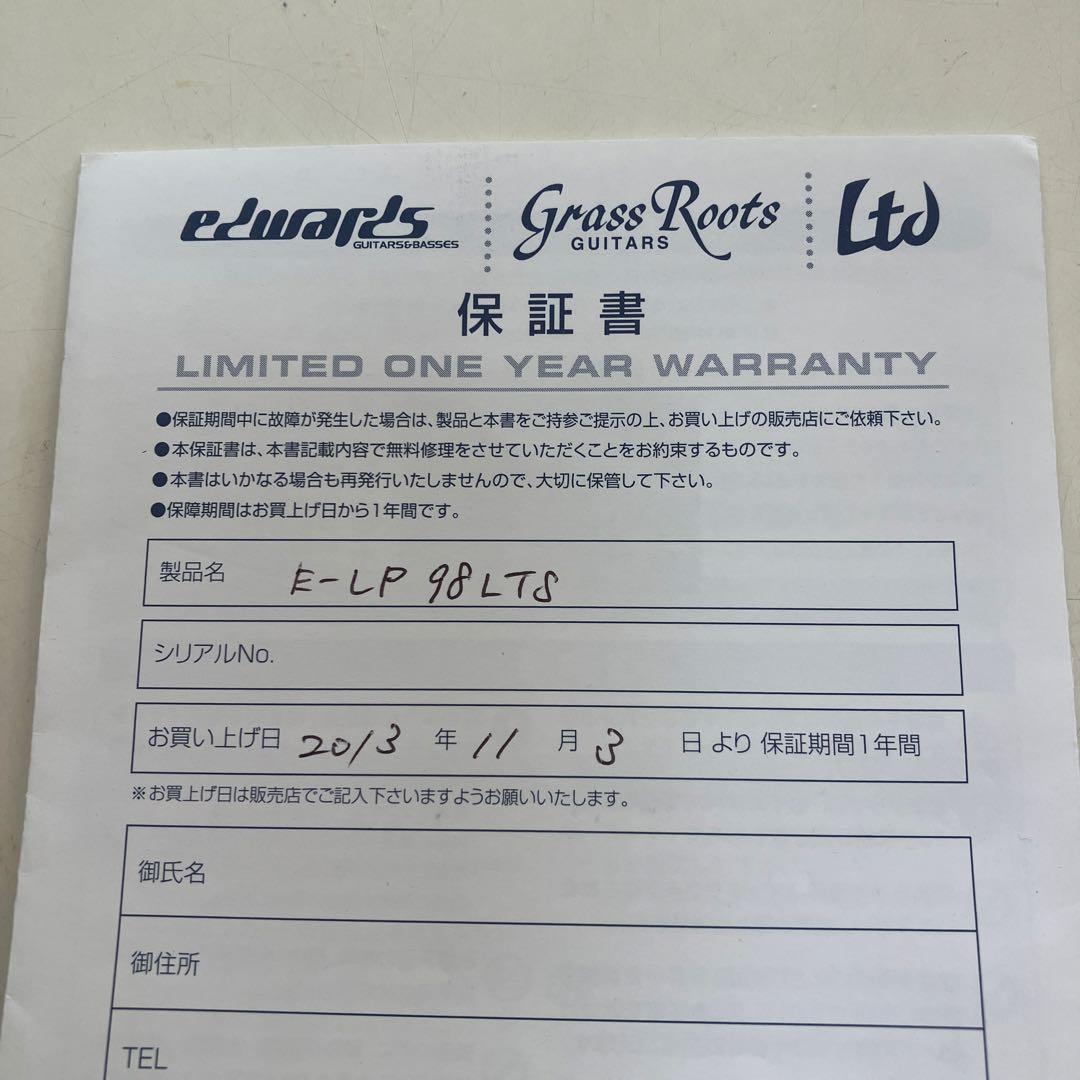 edwards GUITARS&BASSES Grass Roots GUITARS Ltd
保証書
LIMITED ONE YEAR WARRANTY
●保証期間中に故障が発生した場合は、製品と本書をご持参ご提示の上、お買い上げの販売店にご依頼下さい。
●本保証書は、本書記載内容で無料修理をさせていただくことをお約束するものです。
●本書はいかなる場合も再発行いたしませんので、大切に保管して下さい。
●保障期間はお買上げ日から1年間です。
製品名 E-LP 98LTS
シリアルNo.
お買い上げ日 2013 年 11 月 3 日 より 保証期間1年間
※お買上げ日は販売店でご記入下さいますようお願いいたします。
御氏名
御住所
TEL